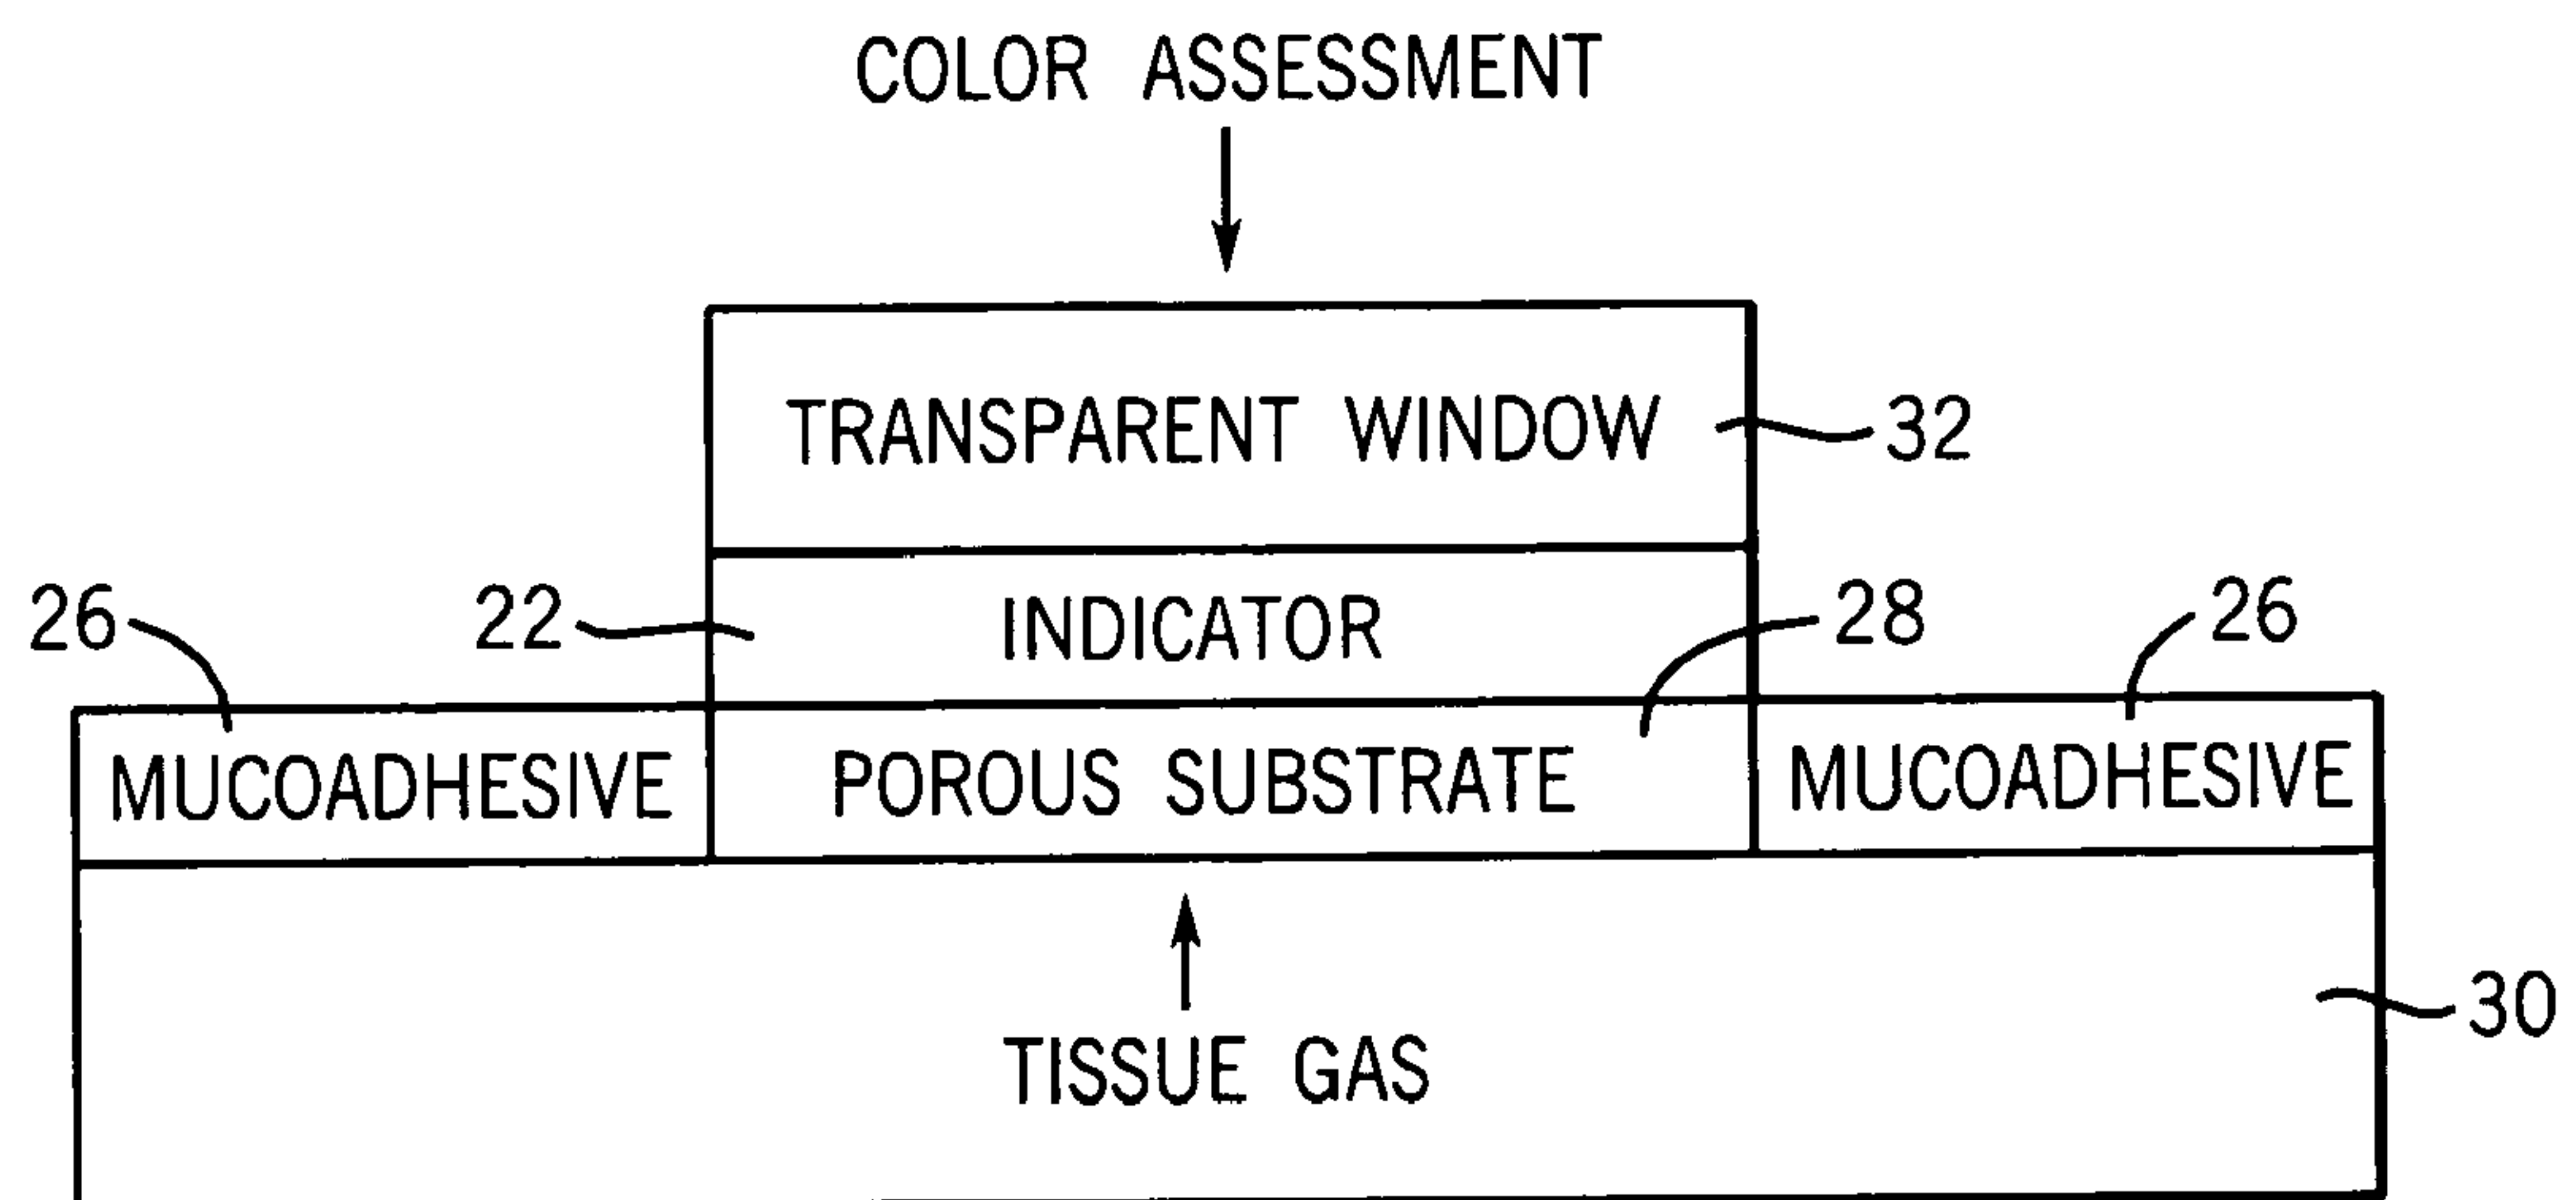 COLOR ASSESSMENT
TRANSPARENT WINDOW
32
26
22
INDICATOR
28
26
MUCOADHESIVE
POROUS SUBSTRATE
MUCOADHESIVE
30
TISSUE GAS